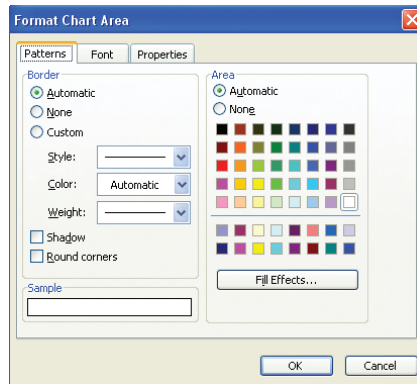 Format Chart Area
Patterns Font Properties
Border
Automatic
None
Custom
Style:
Color: Automatic
Weight:
Shadow
Round corners
Sample
Area
Automatic
None
Fill Effects...
OK Cancel